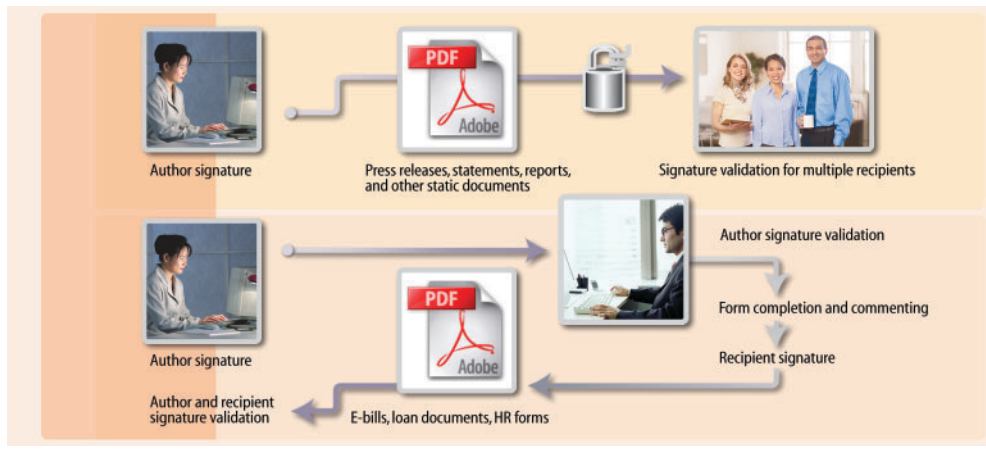 PDF
Adobe
Author signature
Press releases, statements, reports,
and other static documents
Signature validation for multiple recipients
Author signature validation
PDF
Adobe
Form completion and commenting
Author signature
Recipient signature
Author and recipient
signature validation
E-bills, loan documents, HR forms